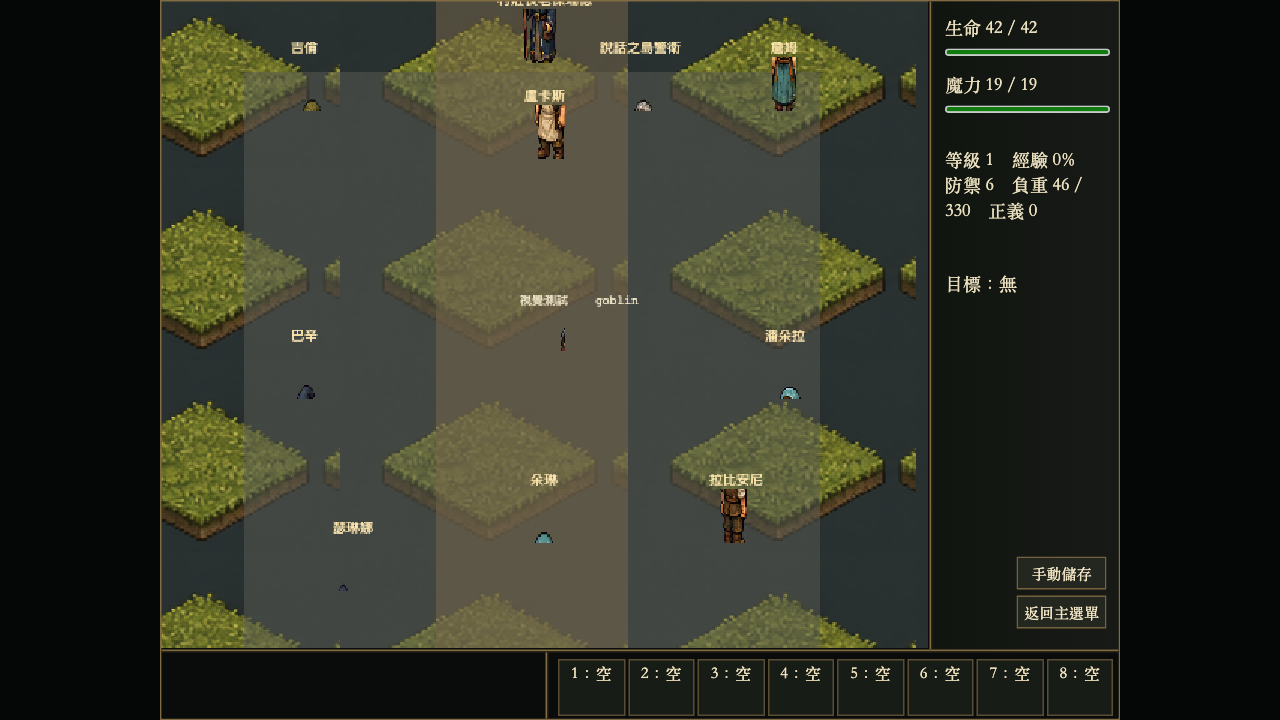 吉倫
說話之島警衛
詹姆
盧卡斯
視覺測試
goblin
巴辛
潘朵拉
朵琳
拉比安尼
瑟琳娜
生命 42 / 42
魔力 19 / 19
等級 1 經驗 0%
防禦 6 負重 46 /
330 正義 0
目標：無
手動儲存
返回主選單
1：空
2：空
3：空
4：空
5：空
6：空
7：空
8：空